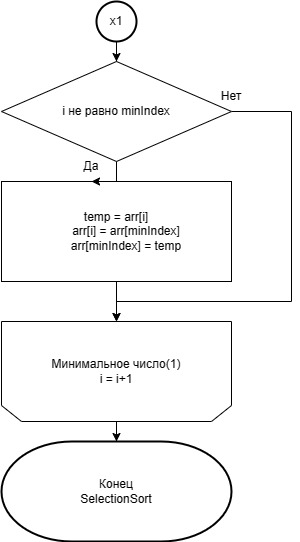 x1
i не равно minIndex
Нет
Да
temp = arr[i]
arr[i] = arr[minIndex]
arr[minIndex] = temp
Минимальное число(1)
i = i+1
Конец
SelectionSort